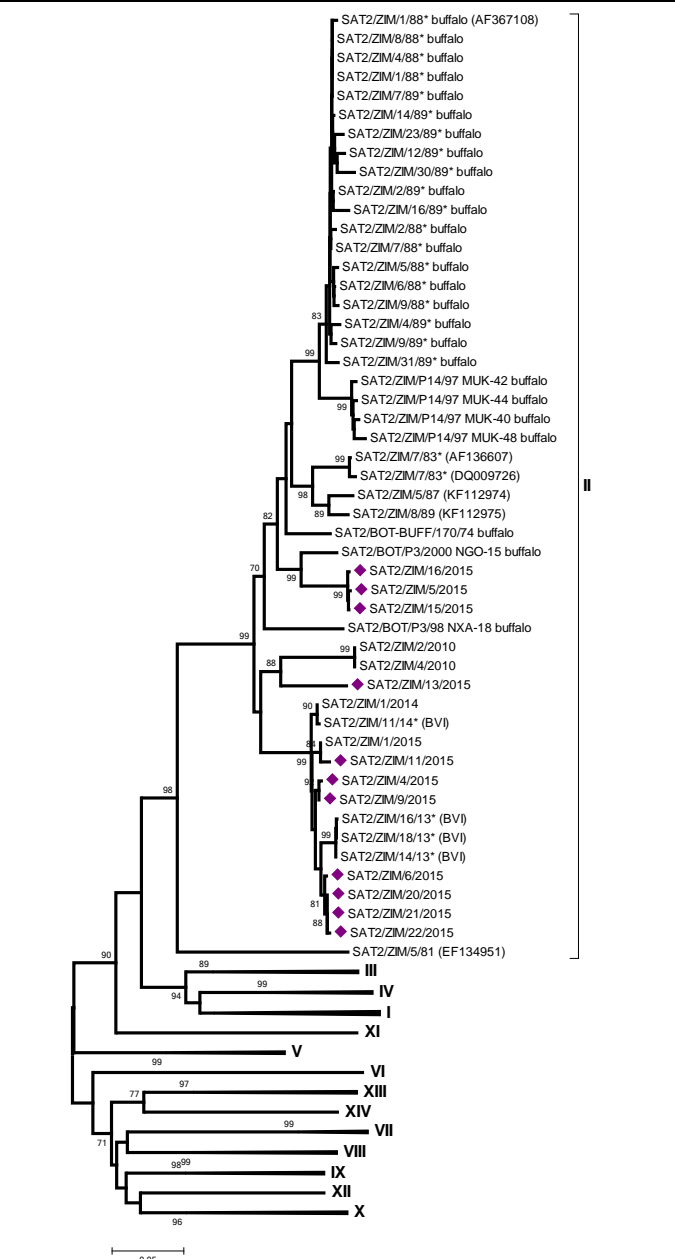 SAT2/ZIM/1/88* buffalo (AF367108)
SAT2/ZIM/8/88* buffalo
SAT2/ZIM/4/88* buffalo
SAT2/ZIM/1/88* buffalo
SAT2/ZIM/7/89* buffalo
SAT2/ZIM/14/89* buffalo
SAT2/ZIM/23/89* buffalo
SAT2/ZIM/12/89* buffalo
SAT2/ZIM/30/89* buffalo
SAT2/ZIM/2/89* buffalo
SAT2/ZIM/16/89* buffalo
SAT2/ZIM/2/88* buffalo
SAT2/ZIM/7/88* buffalo
SAT2/ZIM/5/88* buffalo
SAT2/ZIM/6/88* buffalo
SAT2/ZIM/9/88* buffalo
83
SAT2/ZIM/4/89* buffalo
SAT2/ZIM/9/89* buffalo
99
SAT2/ZIM/31/89* buffalo
SAT2/ZIM/P14/97 MUK-42 buffalo
99
SAT2/ZIM/P14/97 MUK-44 buffalo
SAT2/ZIM/P14/97 MUK-40 buffalo
SAT2/ZIM/P14/97 MUK-48 buffalo
99
SAT2/ZIM/7/83* (AF136607)
SAT2/ZIM/7/83* (DQ009726)
II
98
SAT2/ZIM/5/87 (KF112974)
89
SAT2/ZIM/8/89 (KF112975)
82
SAT2/BOT-BUFF/170/74 buffalo
SAT2/BOT/P3/2000 NGO-15 buffalo
70
99
SAT2/ZIM/16/2015
99
SAT2/ZIM/5/2015
SAT2/ZIM/15/2015
SAT2/BOT/P3/98 NXA-18 buffalo
99
99
SAT2/ZIM/2/2010
88
SAT2/ZIM/4/2010
SAT2/ZIM/13/2015
90
SAT2/ZIM/1/2014
SAT2/ZIM/11/14* (BVI)
SAT2/ZIM/1/2015
99
SAT2/ZIM/11/2015
SAT2/ZIM/4/2015
98
SAT2/ZIM/9/2015
SAT2/ZIM/16/13* (BVI)
99
SAT2/ZIM/18/13* (BVI)
SAT2/ZIM/14/13* (BVI)
SAT2/ZIM/6/2015
81
SAT2/ZIM/20/2015
88
SAT2/ZIM/21/2015
SAT2/ZIM/22/2015
SAT2/ZIM/5/81 (EF134951)
90
89
III
94
99
IV
I
XI
V
99
VI
97
77
XIII
XIV
99
71
VII
VIII
9899
IX
XII
X
96